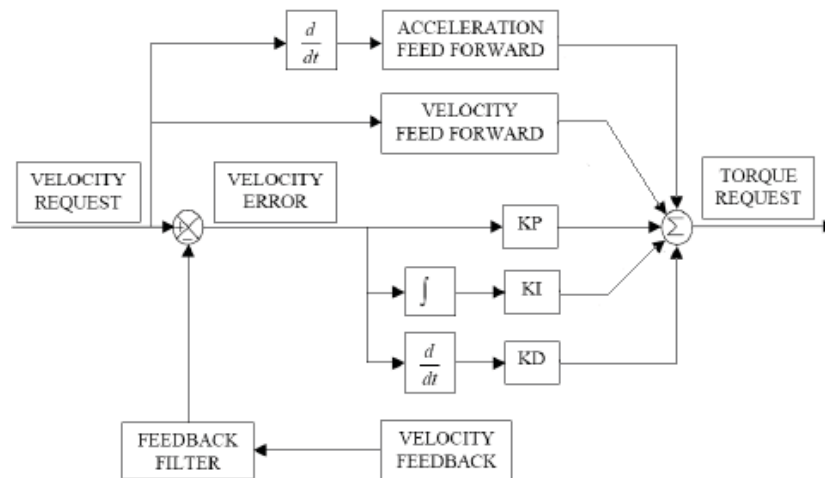 d
dt
ACCELERATION
FEED FORWARD
VELOCITY
FEED FORWARD
VELOCITY
REQUEST
VELOCITY
ERROR
TORQUE
REQUEST
KP
Σ
∫
KI
d
dt
KD
FEEDBACK
FILTER
VELOCITY
FEEDBACK